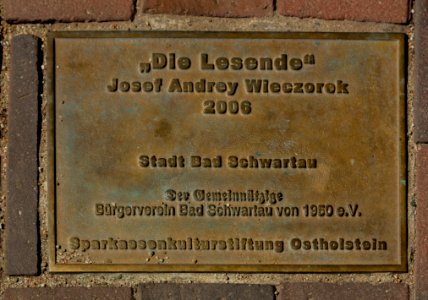 „Die Lesende“
Josef Andrey Wieczorek
2006
Stadt Bad Schwartau
Der Gemeinnützige
Bürgerverein Bad Schwartau von 1950 e.V.
Sparkassenkulturstiftung Ostholstein